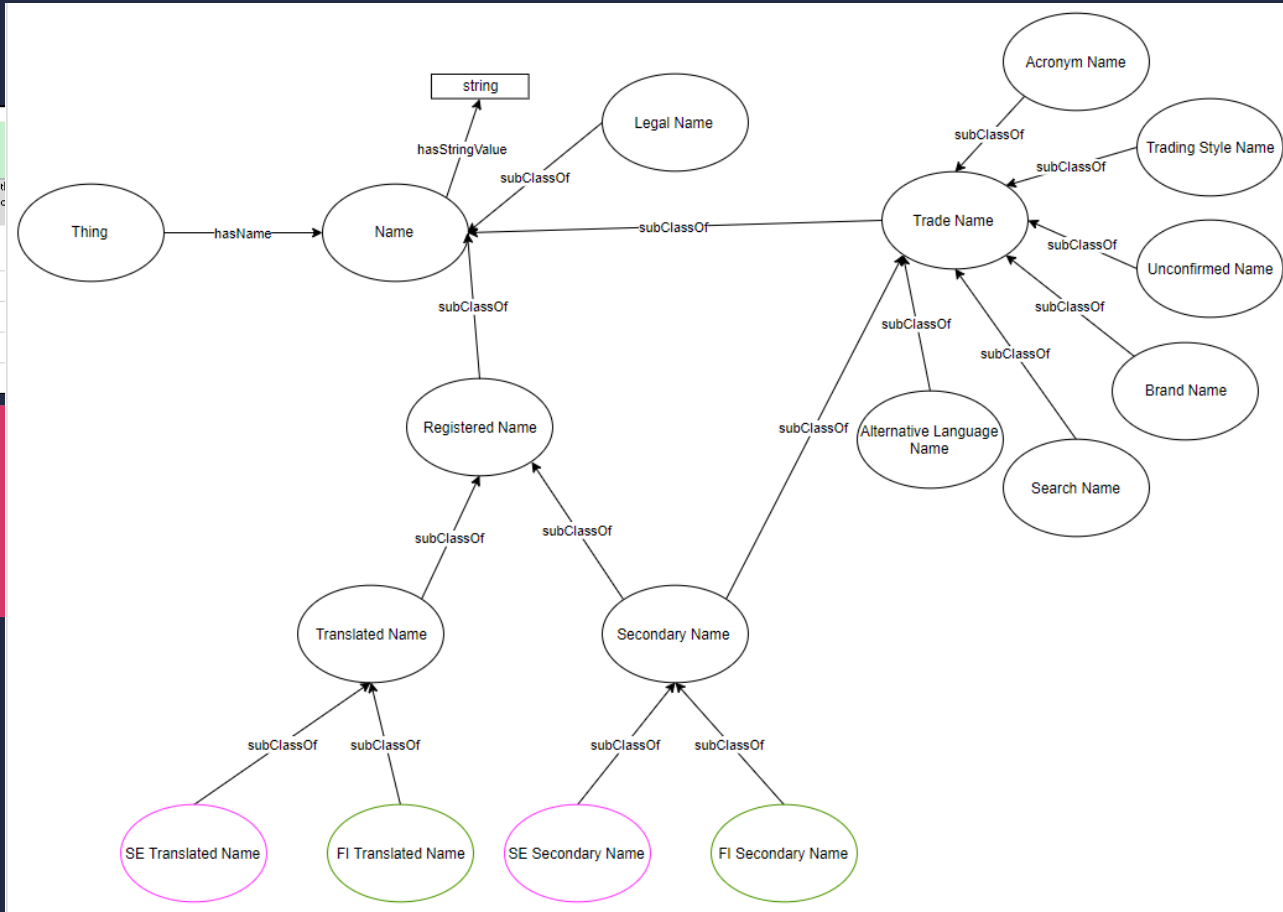 Acronym Name
string
Legal Name
subClassOf
Trading Style Name
hasStringValue
subClassOf
subClassOf
Thing
hasName
Name
subClassOf
Trade Name
subClassOf
Unconfirmed Name
subClassOf
subClassOf
subClassOf
subClassOf
Brand Name
Registered Name
subClassOf
Alternative Language
Name
Search Name
subClassOf
subClassOf
Translated Name
Secondary Name
subClassOf
subClassOf
subClassOf
subClassOf
SE Translated Name
FI Translated Name
SE Secondary Name
FI Secondary Name